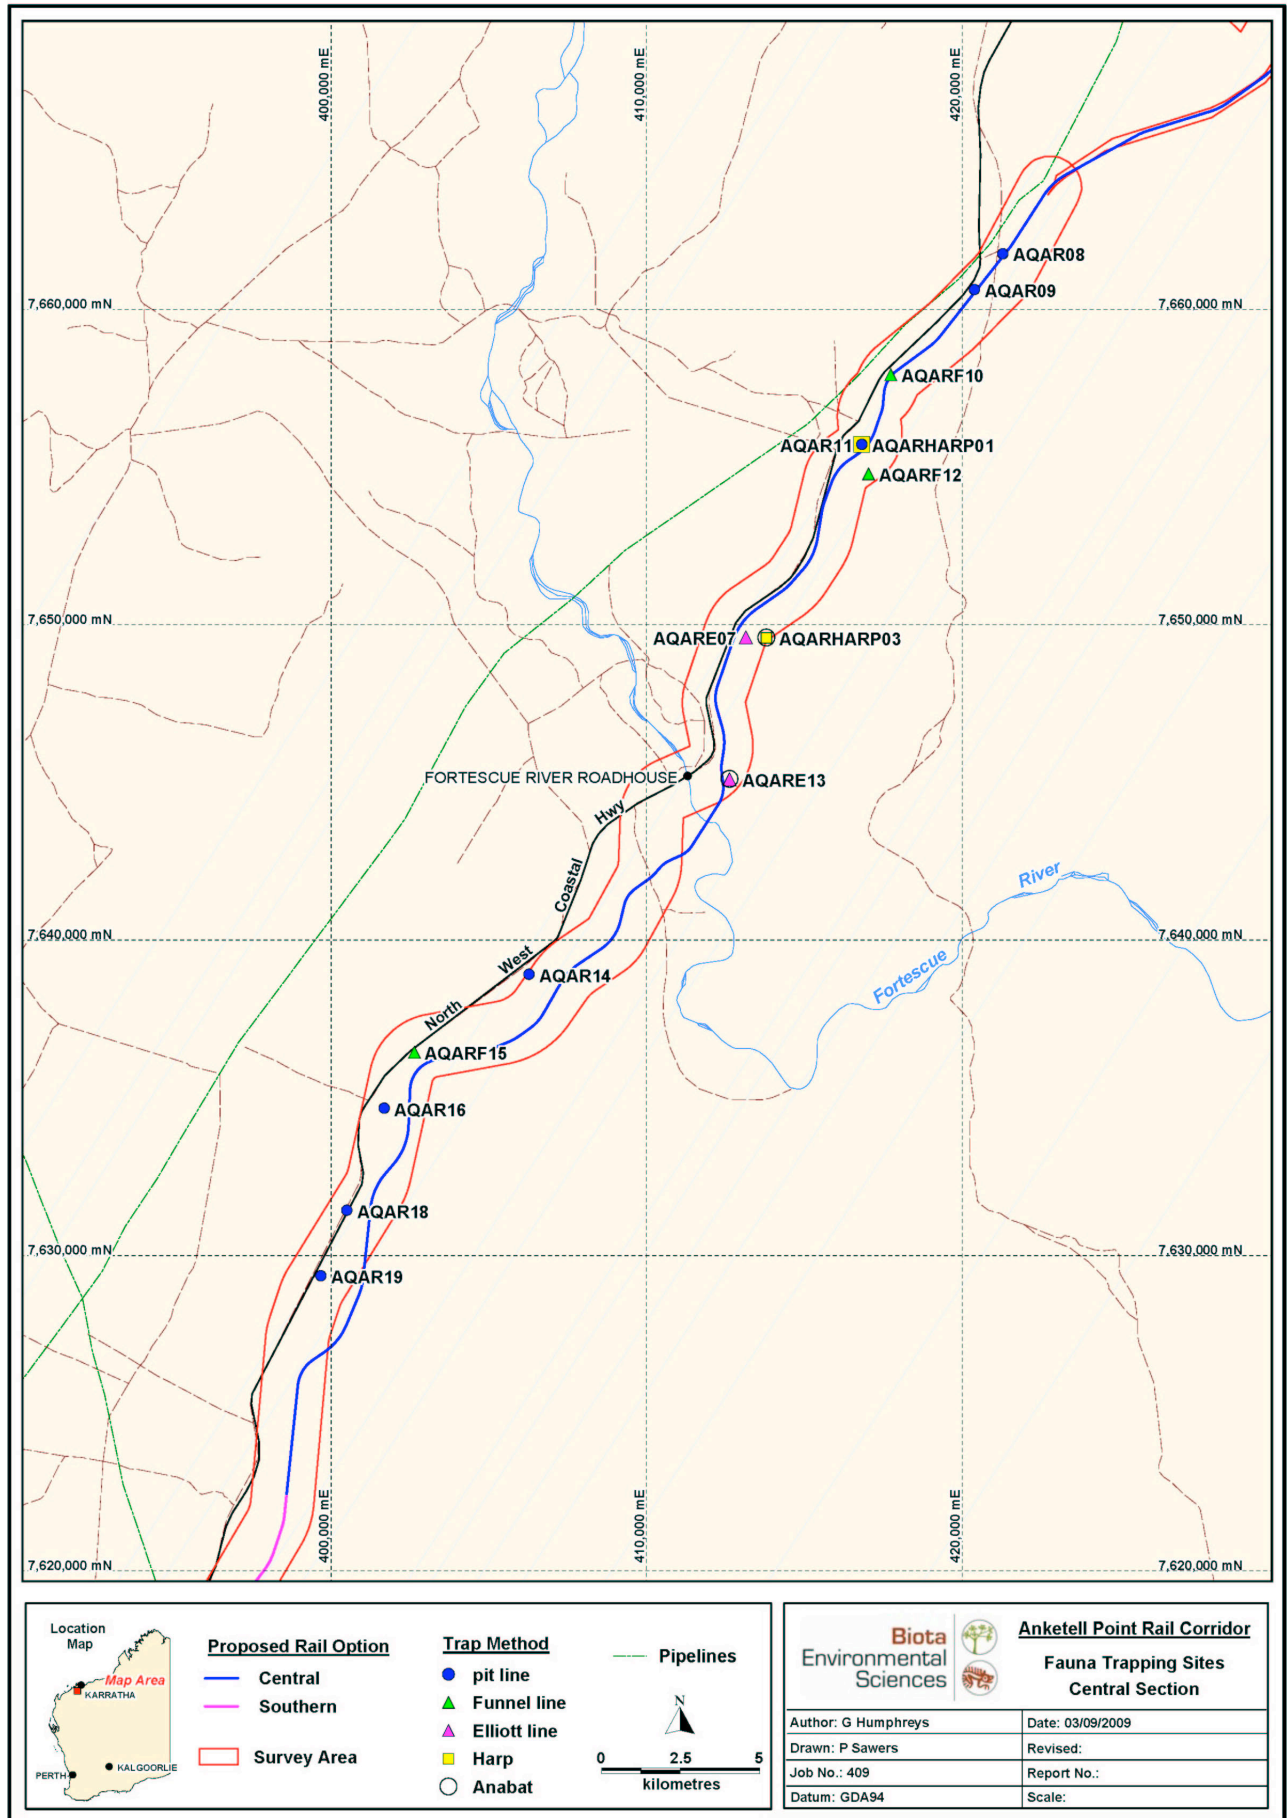 400,000 mE
410,000 mE
420,000 mE
AQAR08
AQAR09
7,660,000 mN
7,660,000 mN
AQARF10
AQAR11
AQARHARP01
AQARF12
7,650,000 mN
7,650,000 mN
AQARE07
AQARHARP03
FORTESCUE RIVER ROADHOUSE
AQARE13
Hwy
Coastal
West
North
River
Fortescue
7,640,000 mN
7,640,000 mN
AQAR14
AQARF15
AQAR16
AQAR18
7,630,000 mN
7,630,000 mN
AQAR19
400,000 mE
410,000 mE
420,000 mE
7,620,000 mN
7,620,000 mN
Location
Map
Map Area
KARRATHA
KALGOORLIE
PERTH
Proposed Rail Option
Central
Southern
Survey Area
Trap Method
pit line
Funnel line
Elliott line
Harp
Anabat
Pipelines
N
0 2.5 5
kilometres
Biota
Environmental
Sciences
Anketell Point Rail Corridor
Fauna Trapping Sites
Central Section
Author: G Humphreys
Date: 03/09/2009
Drawn: P Sawers
Revised:
Job No.: 409
Report No.:
Datum: GDA94
Scale: